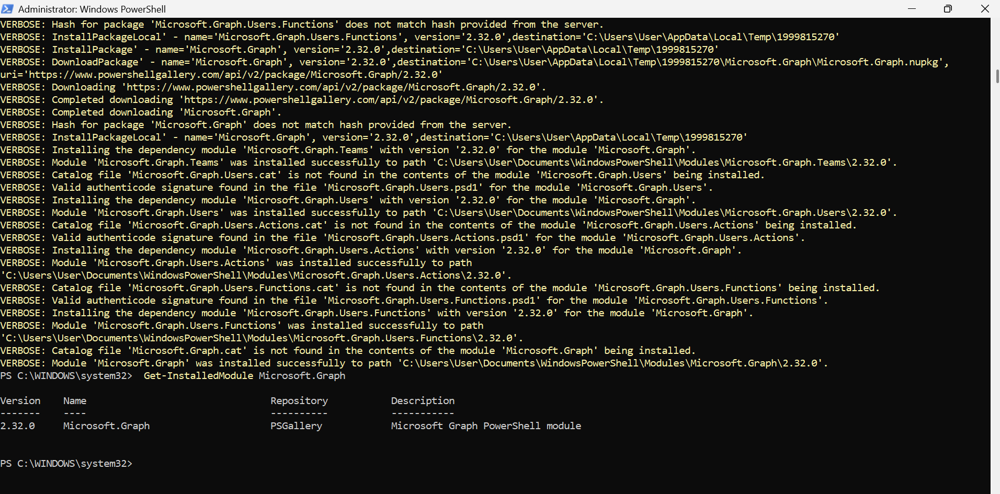 Administrator: Windows PowerShell
VERBOSE: Hash for package 'Microsoft.Graph.Users.Functions' does not match hash provided from the server.
VERBOSE: InstallPackageLocal' - name='Microsoft.Graph.Users.Functions', version='2.32.0',destination='C:\Users\User\AppData\Local\Temp\1999815270'
VERBOSE: InstallPackage' - name='Microsoft.Graph', version='2.32.0',destination='C:\Users\User\AppData\Local\Temp\1999815270'
VERBOSE: DownloadPackage' - name='Microsoft.Graph', version='2.32.0',destination='C:\Users\User\AppData\Local\Temp\1999815270\Microsoft.Graph\Microsoft.Graph.nupkg',
uri='https://www.powershellgallery.com/api/v2/package/Microsoft.Graph/2.32.0'
VERBOSE: Downloading 'https://www.powershellgallery.com/api/v2/package/Microsoft.Graph/2.32.0'.
VERBOSE: Completed downloading 'https://www.powershellgallery.com/api/v2/package/Microsoft.Graph/2.32.0'.
VERBOSE: Completed downloading 'Microsoft.Graph'.
VERBOSE: Hash for package 'Microsoft.Graph' does not match hash provided from the server.
VERBOSE: InstallPackageLocal' - name='Microsoft.Graph', version='2.32.0',destination='C:\Users\User\AppData\Local\Temp\1999815270'
VERBOSE: Installing the dependency module 'Microsoft.Graph.Teams' with version '2.32.0' for the module 'Microsoft.Graph'.
VERBOSE: Module 'Microsoft.Graph.Teams' was installed successfully to path 'C:\Users\User\Documents\WindowsPowerShell\Modules\Microsoft.Graph.Teams\2.32.0'.
VERBOSE: Catalog file 'Microsoft.Graph.Users.cat' is not found in the contents of the module 'Microsoft.Graph.Users' being installed.
VERBOSE: Valid authenticode signature found in the file 'Microsoft.Graph.Users.psd1' for the module 'Microsoft.Graph.Users'.
VERBOSE: Installing the dependency module 'Microsoft.Graph.Users' with version '2.32.0' for the module 'Microsoft.Graph'.
VERBOSE: Module 'Microsoft.Graph.Users' was installed successfully to path 'C:\Users\User\Documents\WindowsPowerShell\Modules\Microsoft.Graph.Users\2.32.0'.
VERBOSE: Catalog file 'Microsoft.Graph.Users.Actions.cat' is not found in the contents of the module 'Microsoft.Graph.Users.Actions' being installed.
VERBOSE: Valid authenticode signature found in the file 'Microsoft.Graph.Users.Actions.psd1' for the module 'Microsoft.Graph.Users.Actions'.
VERBOSE: Installing the dependency module 'Microsoft.Graph.Users.Actions' with version '2.32.0' for the module 'Microsoft.Graph'.
VERBOSE: Module 'Microsoft.Graph.Users.Actions' was installed successfully to path
'C:\Users\User\Documents\WindowsPowerShell\Modules\Microsoft.Graph.Users.Actions\2.32.0'.
VERBOSE: Catalog file 'Microsoft.Graph.Users.Functions.cat' is not found in the contents of the module 'Microsoft.Graph.Users.Functions' being installed.
VERBOSE: Valid authenticode signature found in the file 'Microsoft.Graph.Users.Functions.psd1' for the module 'Microsoft.Graph.Users.Functions'.
VERBOSE: Installing the dependency module 'Microsoft.Graph.Users.Functions' with version '2.32.0' for the module 'Microsoft.Graph'.
VERBOSE: Module 'Microsoft.Graph.Users.Functions' was installed successfully to path
'C:\Users\User\Documents\WindowsPowerShell\Modules\Microsoft.Graph.Users.Functions\2.32.0'.
VERBOSE: Catalog file 'Microsoft.Graph.cat' is not found in the contents of the module 'Microsoft.Graph' being installed.
VERBOSE: Module 'Microsoft.Graph' was installed successfully to path 'C:\Users\User\Documents\WindowsPowerShell\Modules\Microsoft.Graph\2.32.0'.
PS C:\WINDOWS\system32>  Get-InstalledModule Microsoft.Graph
Version    Name                                Repository           Description
-------    ----                                ----------           -----------
2.32.0     Microsoft.Graph                     PSGallery            Microsoft Graph PowerShell module
PS C:\WINDOWS\system32>